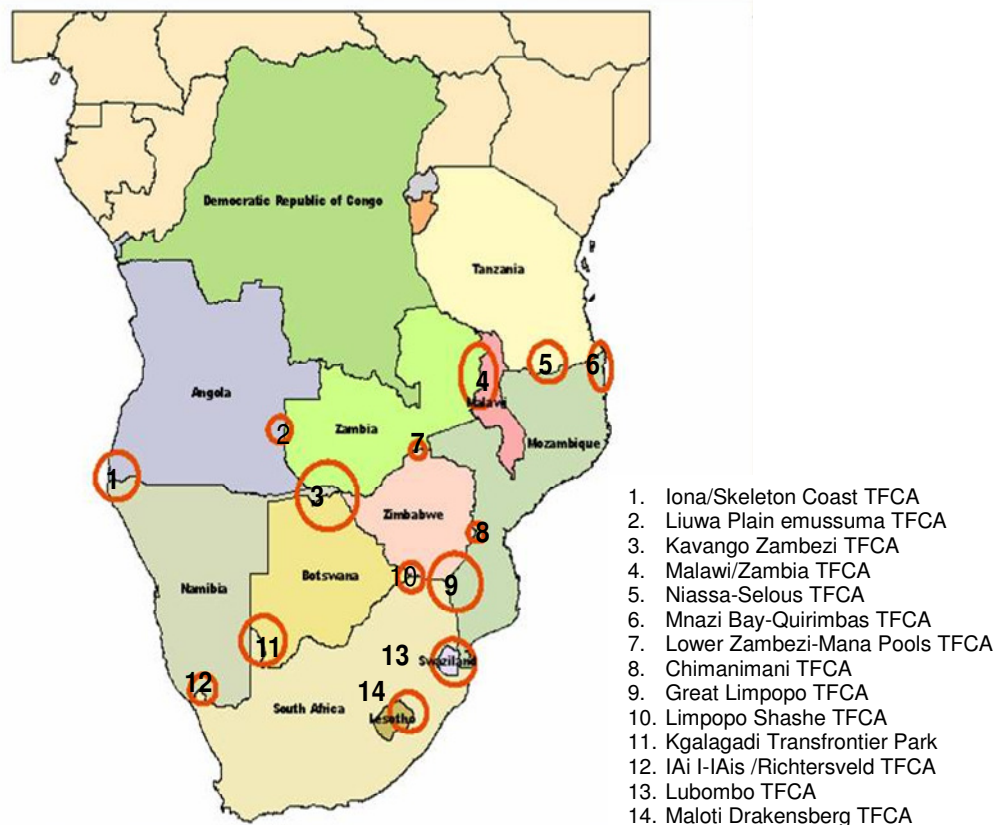 Democratic Republic of Congo
Tanzania
Angola
Zambia
Malawi
Mozambique
Zimbabwe
Namibia
Botswana
Swaziland
South Africa
Lesotho
1
2
3
4
5
6
7
8
9
10
11
12
13
14
1. Iona/Skeleton Coast TFCA
2. Liuwa Plain emussuma TFCA
3. Kavango Zambezi TFCA
4. Malawi/Zambia TFCA
5. Niassa-Selous TFCA
6. Mnazi Bay-Quirimbas TFCA
7. Lower Zambezi-Mana Pools TFCA
8. Chimanimani TFCA
9. Great Limpopo TFCA
10. Limpopo Shashe TFCA
11. Kgalagadi Transfrontier Park
12. IAi I-IAis /Richtersveld TFCA
13. Lubombo TFCA
14. Maloti Drakensberg TFCA